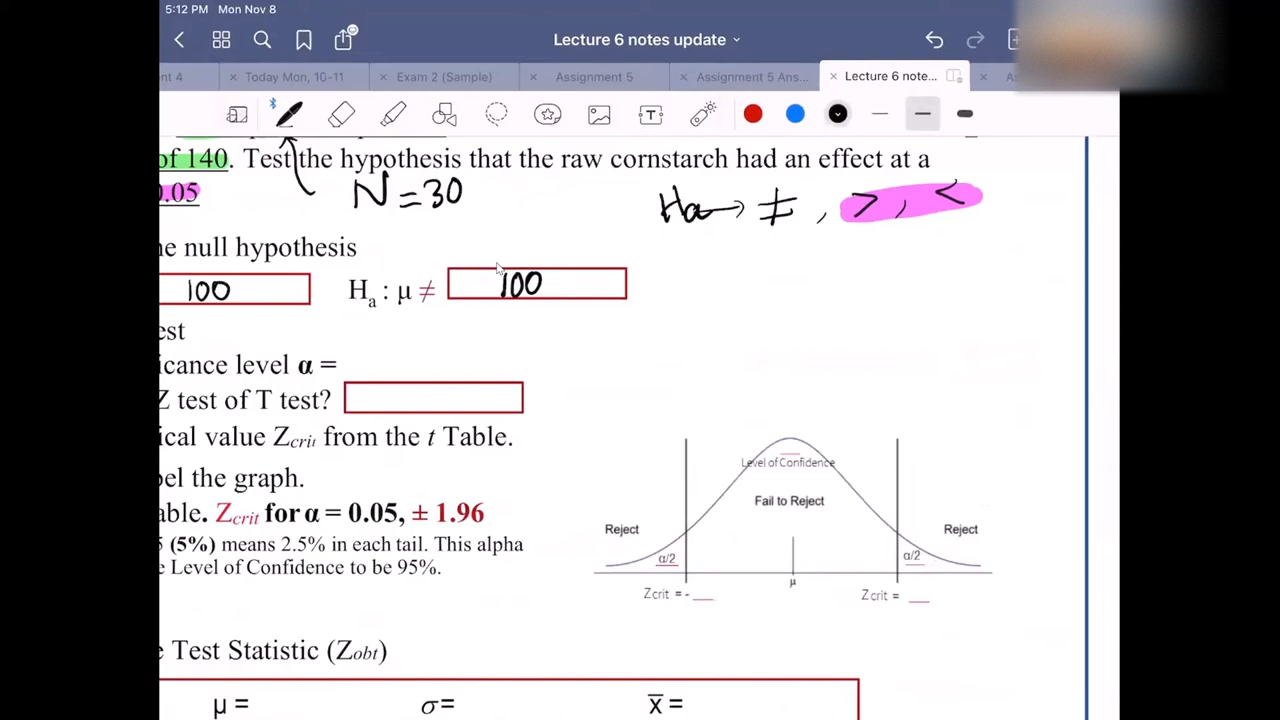 5:12 PM Mon Nov 8
Lecture 6 notes update
ent 4 Today Mon, 10-11 Exam 2 (Sample) Assignment 5 Assignment 5 Ans... Lecture 6 note...
T
of 140. Test the hypothesis that the raw cornstarch had an effect at a
0.05
N = 30 Ha → ≠ , > , <
ne null hypothesis
100 Ha : μ ≠ 100
est
icance level α =
Z test of T test?
ical value Zcrit from the t Table.
bel the graph.
able. Zcrit for α = 0.05, ± 1.96
5 (5%) means 2.5% in each tail. This alpha
e Level of Confidence to be 95%.
Level of Confidence
Fail to Reject
Reject Reject
α/2 α/2
μ
Zcrit = - __ Zcrit = __
e Test Statistic (Zobt)
μ = σ = x̅ =